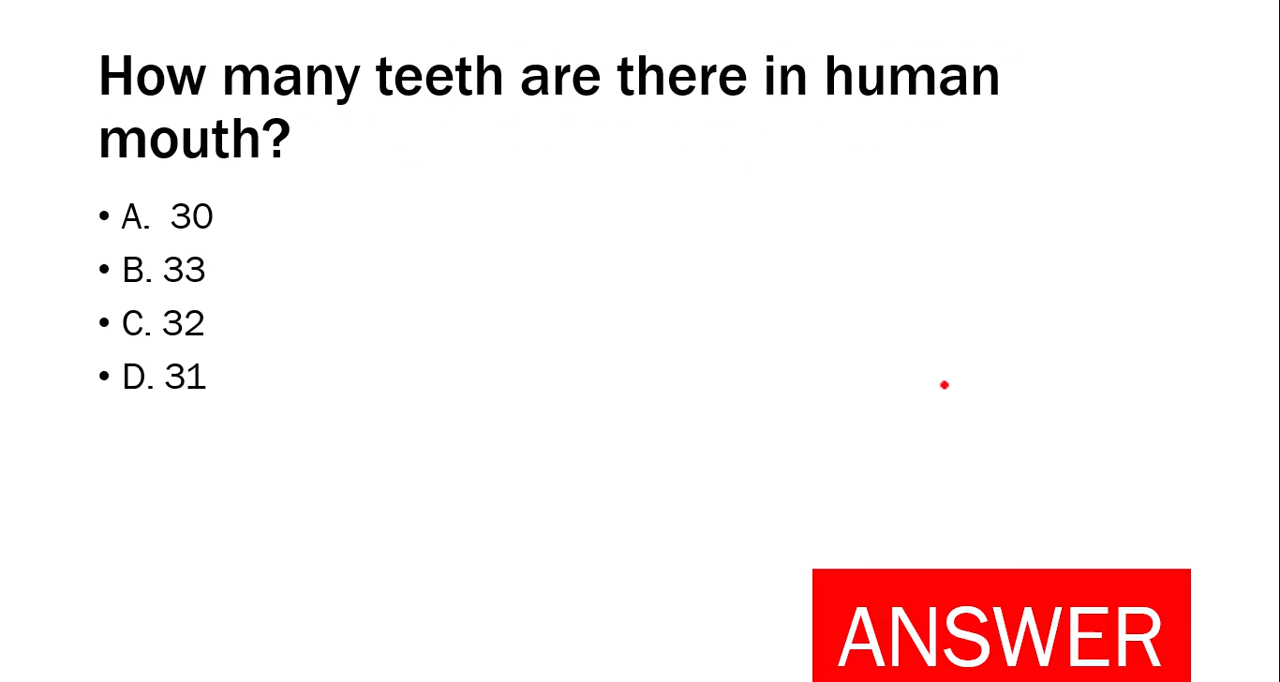 How many teeth are there in human
mouth?
• A.  30
• B. 33
• C. 32
• D. 31
ANSWER